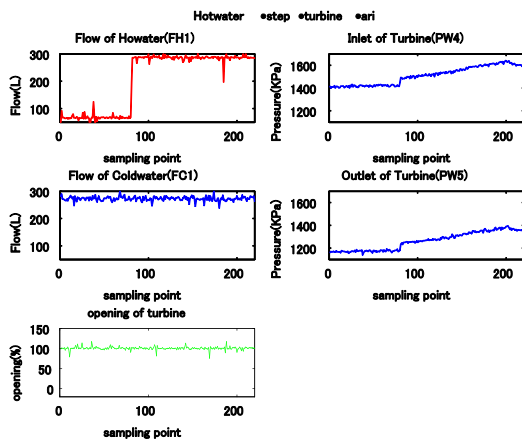 Hotwater ●step ●turbine ●ari
Flow of Howater(FH1)
300
200
100
Flow(L)
0 100 200
sampling point
Inlet of Turbine(PW4)
1600
1400
1200
Pressure(KPa)
0 100 200
sampling point
Flow of Coldwater(FC1)
300
200
100
Flow(L)
0 100 200
sampling point
Outlet of Turbine(PW5)
1600
1400
1200
Pressure(KPa)
0 100 200
sampling point
opening of turbine
150
100
50
0
opening(%)
0 100 200
sampling point